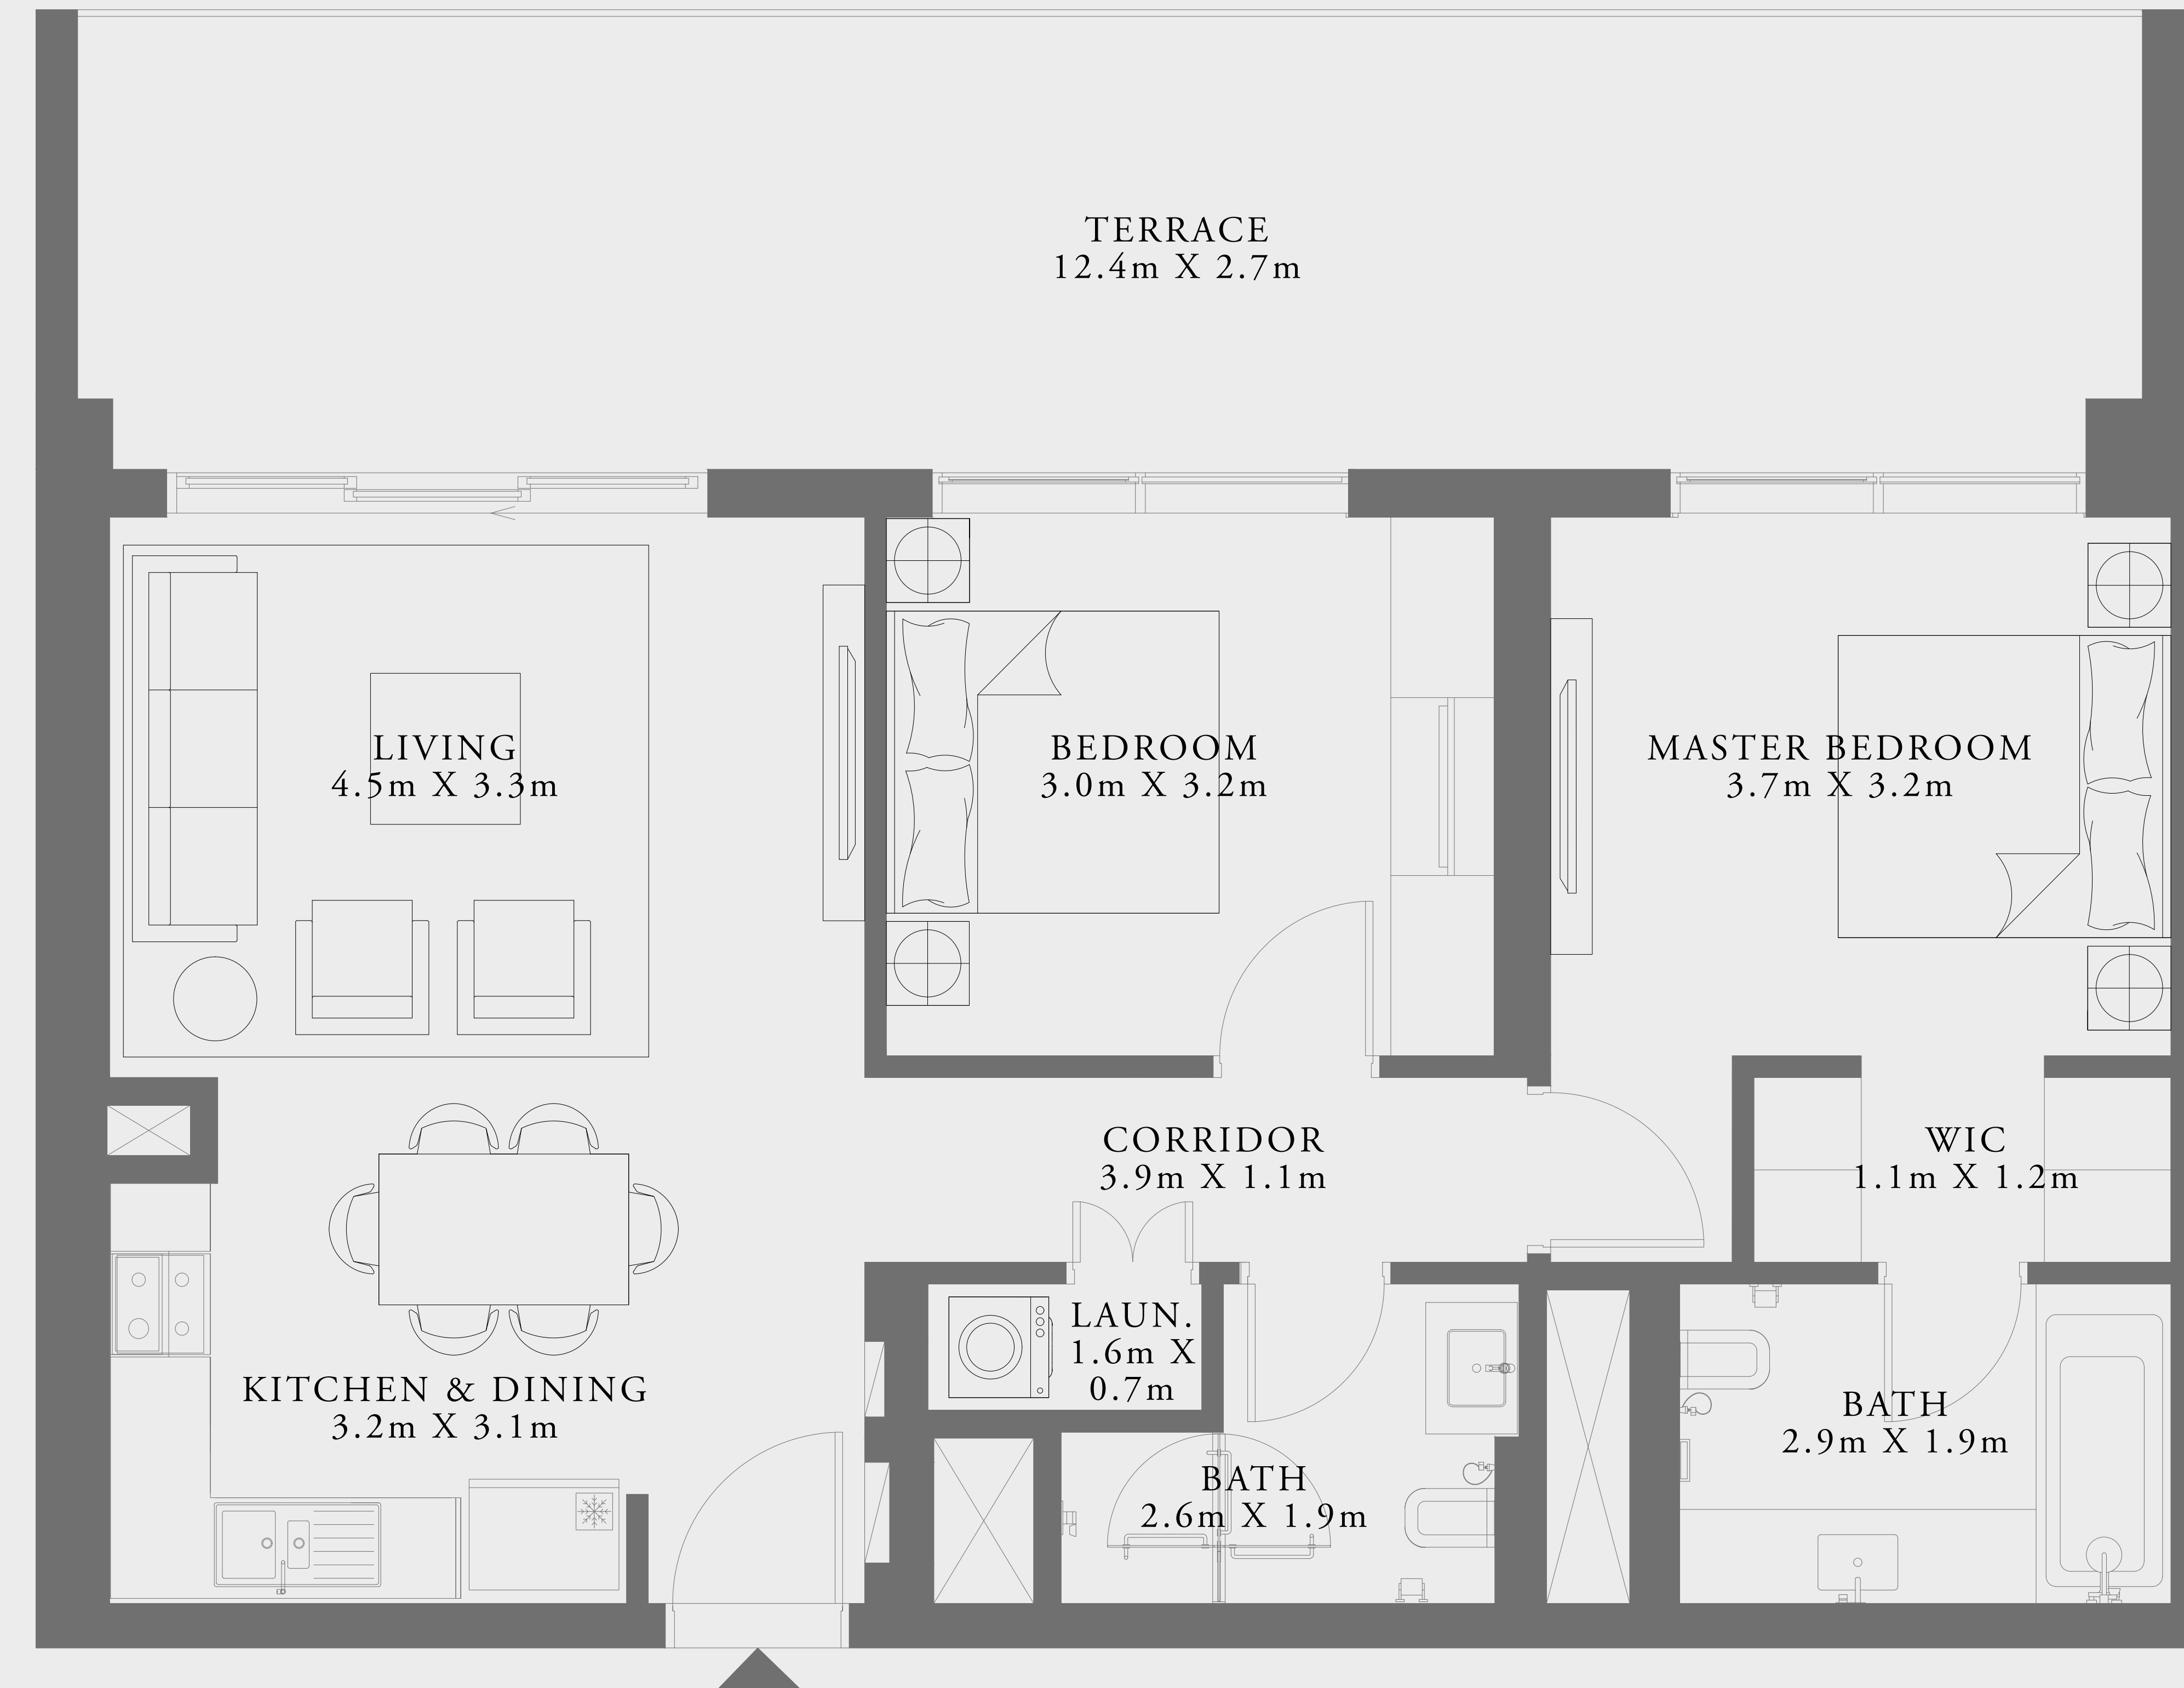 TERRACE
12.4m X 2.7m
LIVING
4.5m X 3.3m
BEDROOM
3.0m X 3.2m
MASTER BEDROOM
3.7m X 3.2m
CORRIDOR
3.9m X 1.1m
WIC
1.1m X 1.2m
LAUN.
1.6m X
0.7m
KITCHEN & DINING
3.2m X 3.1m
BATH
2.6m X 1.9m
BATH
2.9m X 1.9m